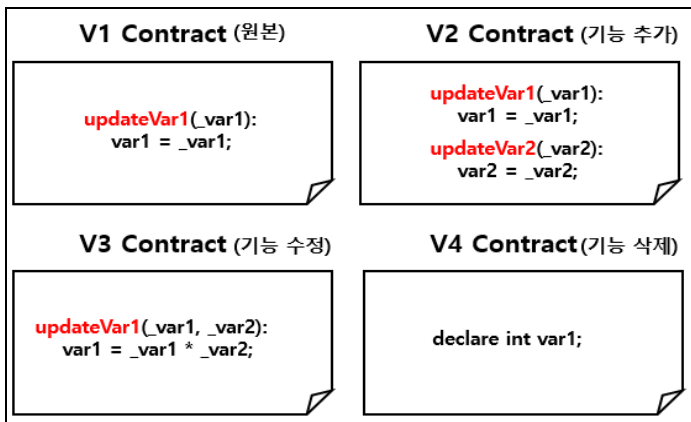 V1 Contract (원본)
updateVar1(_var1):
var1 = _var1;
V2 Contract (기능 추가)
updateVar1(_var1):
var1 = _var1;
updateVar2(_var2):
var2 = _var2;
V3 Contract (기능 수정)
updateVar1(_var1, _var2):
var1 = _var1 * _var2;
V4 Contract (기능 삭제)
declare int var1;